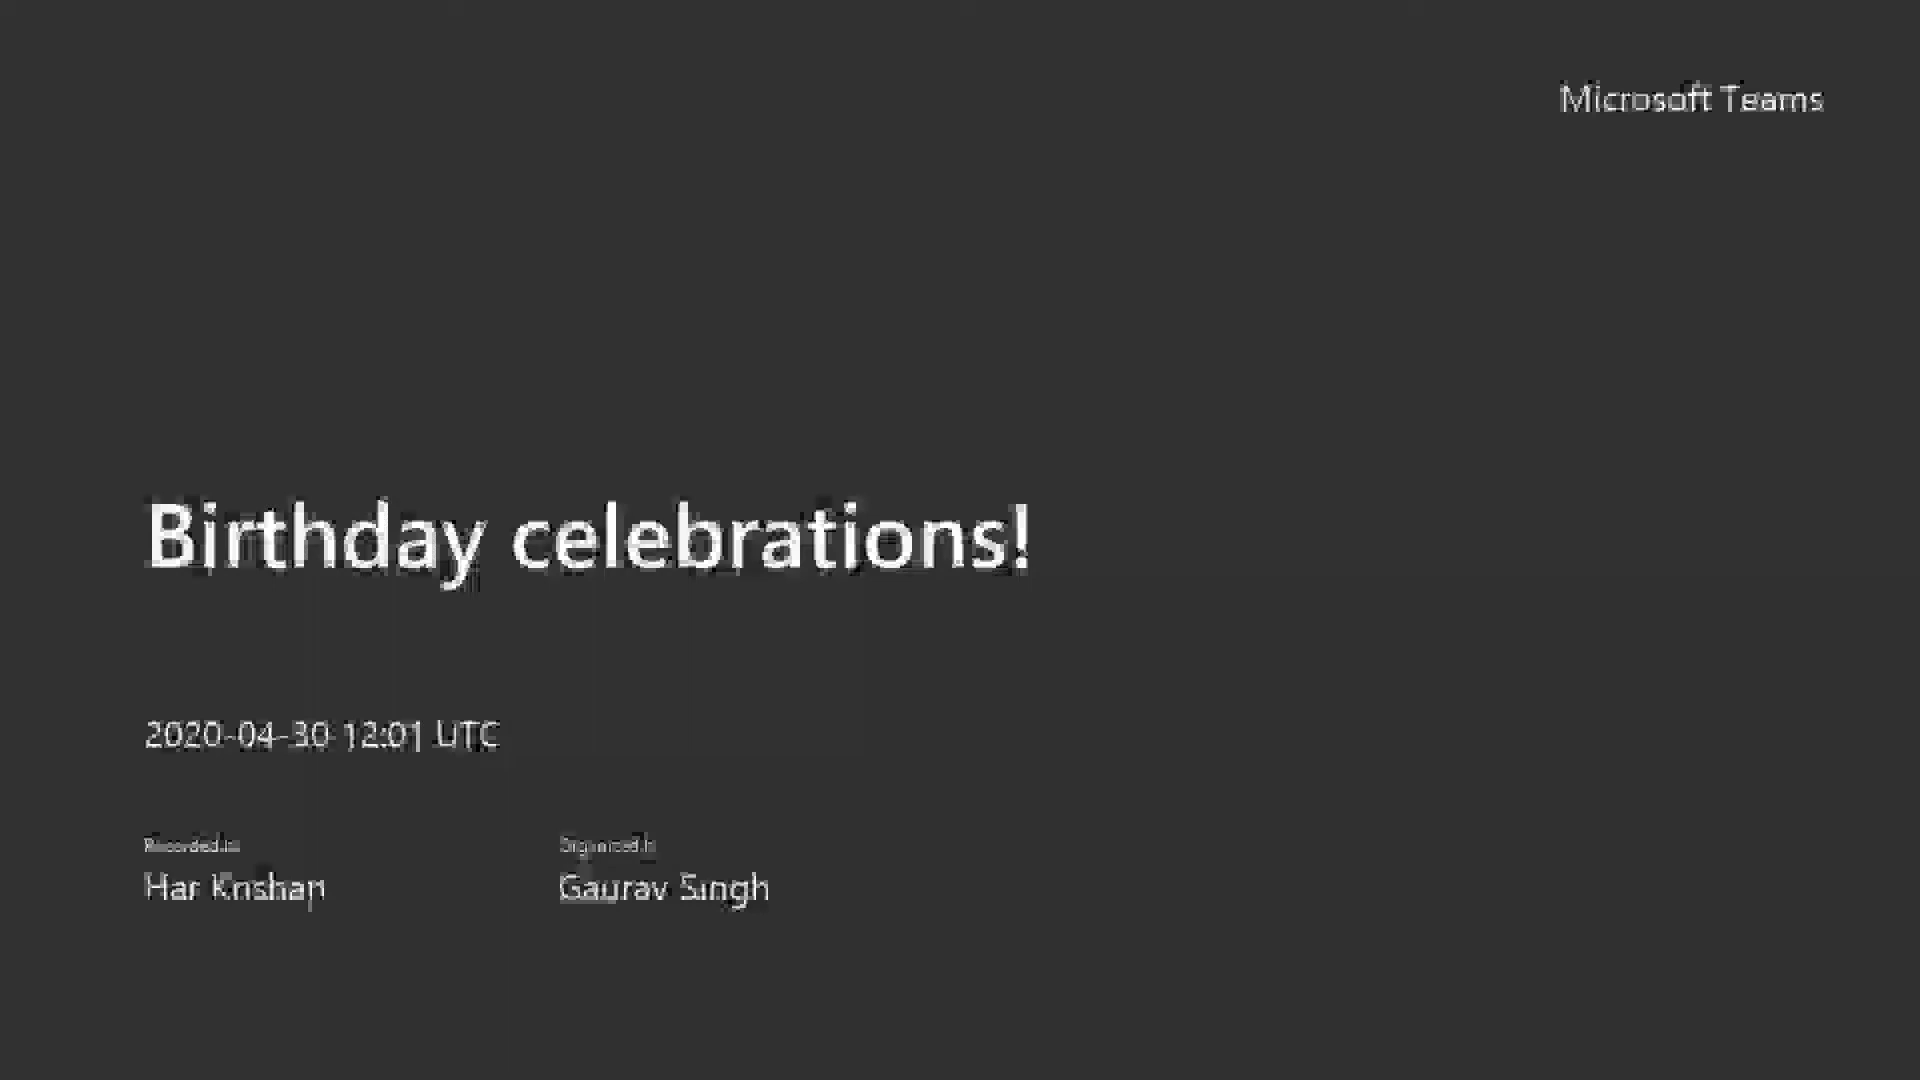 Microsoft Teams
Birthday celebrations!
2020-04-30 12:01 UTC
Recorded by
Organized by
Har Krishan
Gaurav Singh